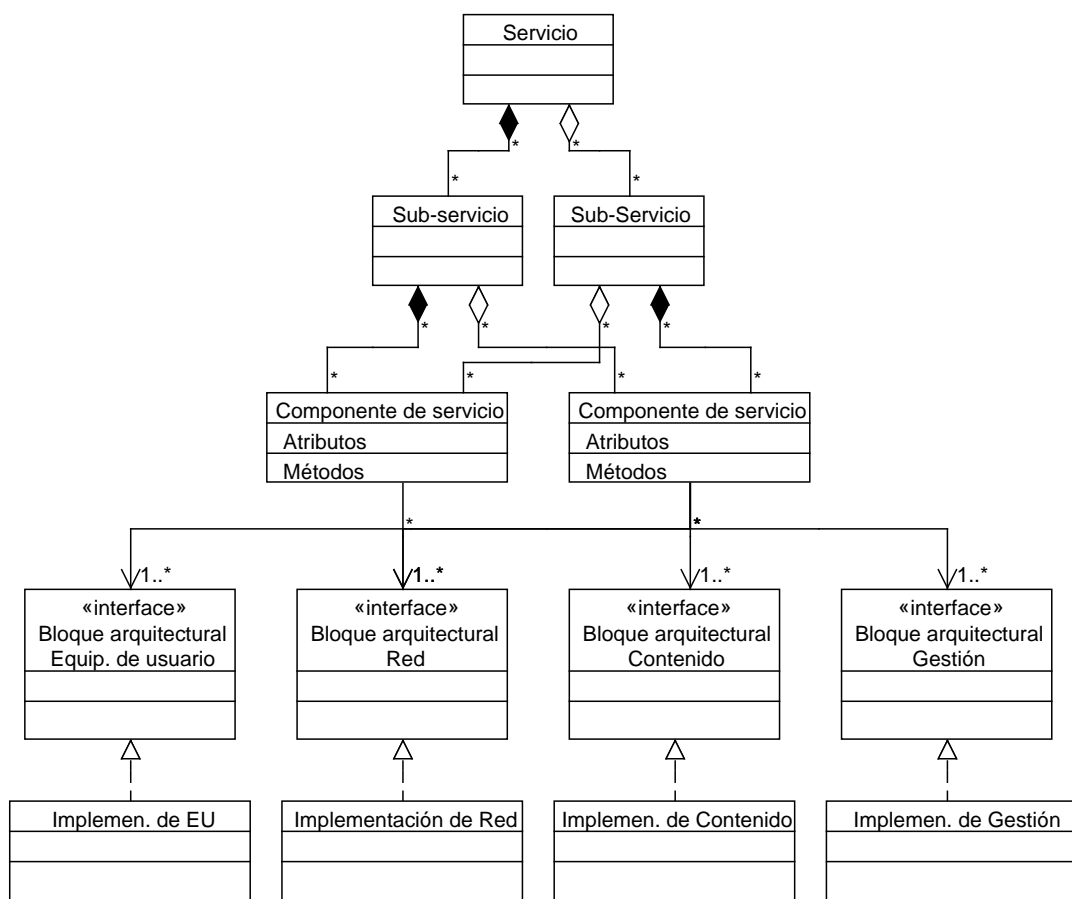 Servicio
*
*
*
*
Sub-servicio
Sub-Servicio
*
*
*
*
*
*
*
*
Componente de servicio
Atributos
Métodos
Componente de servicio
Atributos
Métodos
*
*
1..*
1..*
1..*
1..*
«interface»
Bloque arquitectural
Equip. de usuario
«interface»
Bloque arquitectural
Red
«interface»
Bloque arquitectural
Contenido
«interface»
Bloque arquitectural
Gestión
Implemen. de EU
Implementación de Red
Implemen. de Contenido
Implemen. de Gestión